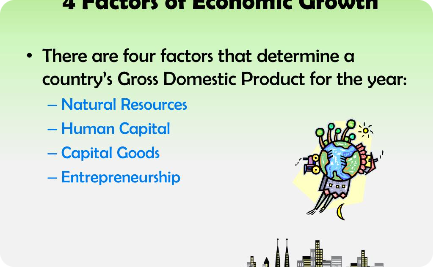 4 Factors of Economic Growth
• There are four factors that determine a
country's Gross Domestic Product for the year:
– Natural Resources
– Human Capital
– Capital Goods
– Entrepreneurship